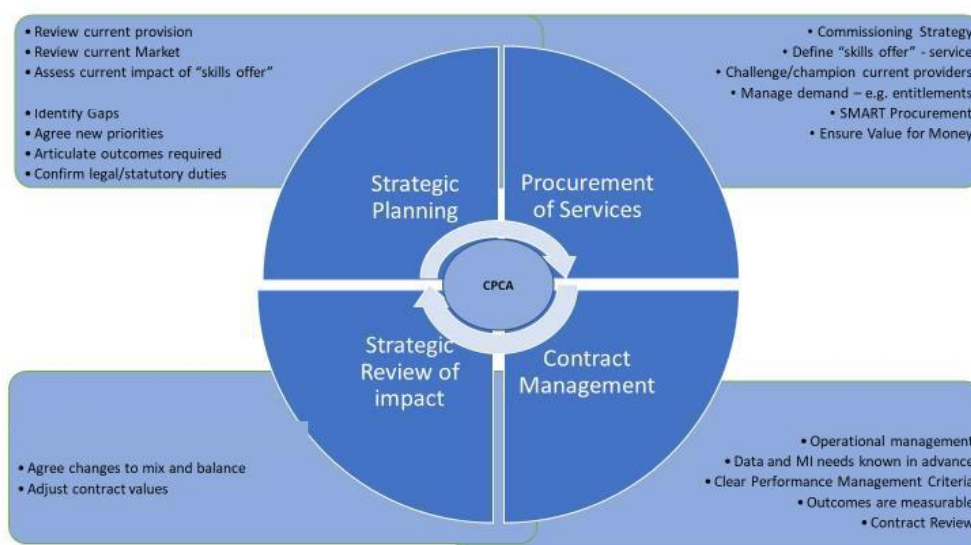 • Review current provision
• Review current Market
• Assess current impact of “skills offer”
• Identify Gaps
• Agree new priorities
• Articulate outcomes required
• Confirm legal/statutory duties
• Commissioning Strategy
• Define “skills offer” - service
• Challenge/champion current providers
• Manage demand – e.g. entitlements
• SMART Procurement
• Ensure Value for Money
Strategic
Planning
Procurement
of Services
CPCA
Strategic
Review of
impact
Contract
Management
• Agree changes to mix and balance
• Adjust contract values
• Operational management
• Data and MI needs known in advance
• Clear Performance Management Criteria
• Outcomes are measurable
• Contract Review